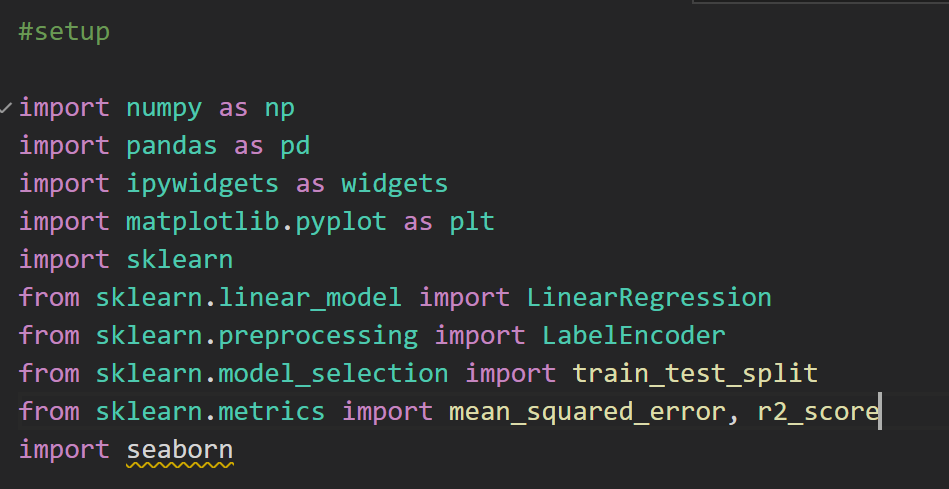 #setup
import numpy as np
import pandas as pd
import ipywidgets as widgets
import matplotlib.pyplot as plt
import sklearn
from sklearn.linear_model import LinearRegression
from sklearn.preprocessing import LabelEncoder
from sklearn.model_selection import train_test_split
from sklearn.metrics import mean_squared_error, r2_score
import seaborn